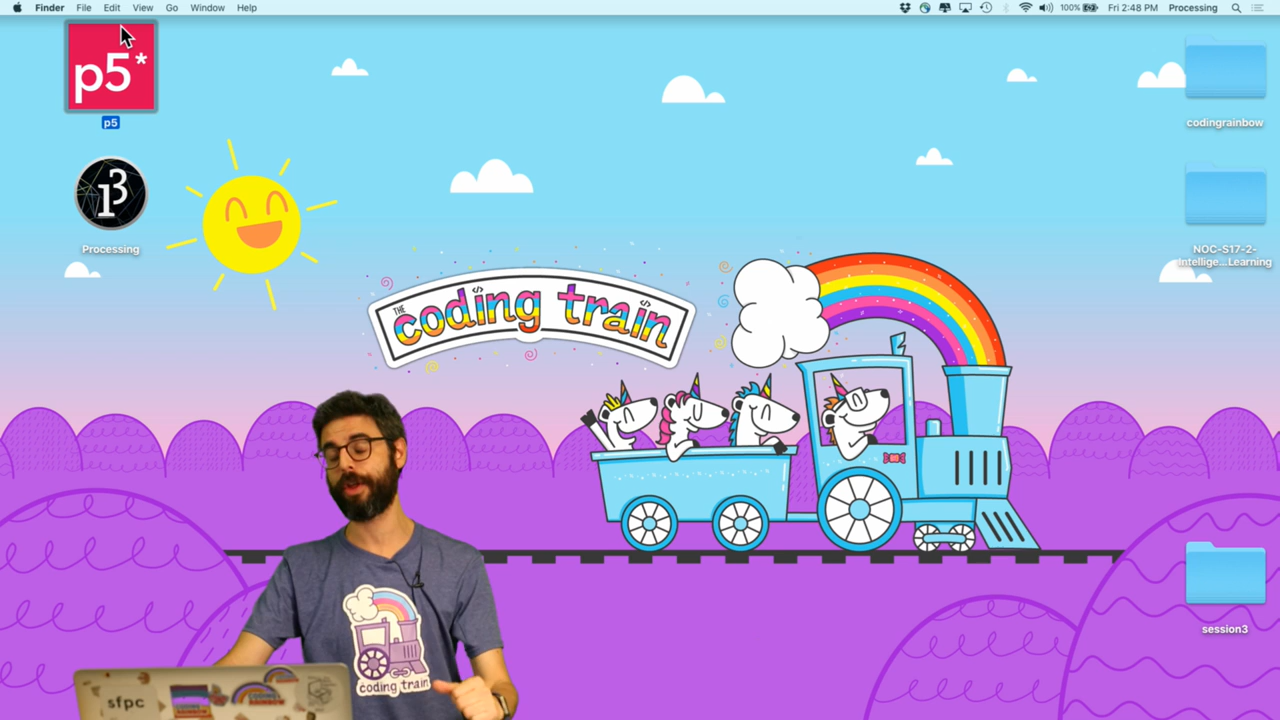 Finder File Edit View Go Window Help
100% Fri 2:48 PM Processing
p5*
p5
Processing
codingrainbow
NOC-S17-2-
Intellige...Learning
THE
coding train
session3
coding train
sfpc